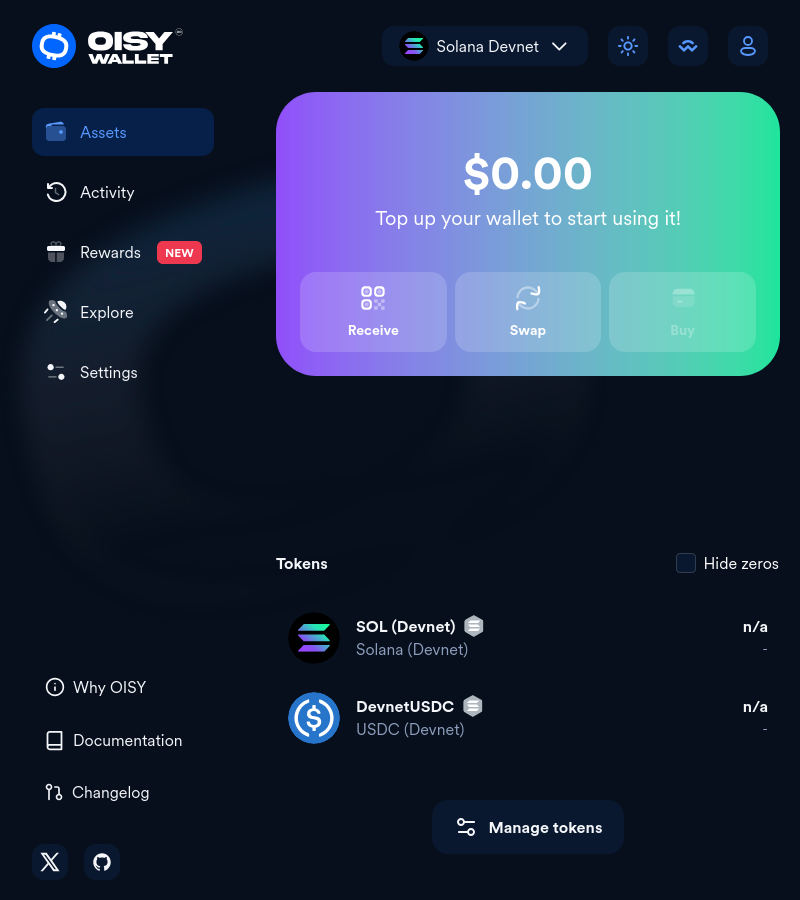 OISY
WALLET
Solana Devnet
Assets
Activity
Rewards
NEW
Explore
Settings
$0.00
Top up your wallet to start using it!
Receive
Swap
Buy
Tokens
Hide zeros
SOL (Devnet)
n/a
Solana (Devnet)
-
DevnetUSDC
n/a
USDC (Devnet)
-
Manage tokens
Why OISY
Documentation
Changelog